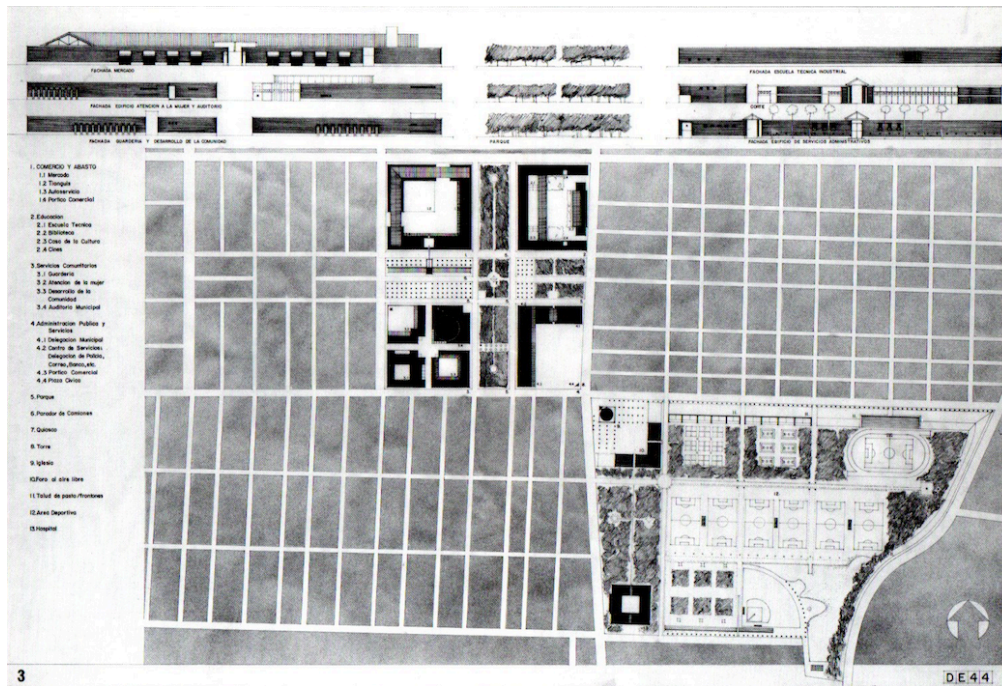 FACHADA MERCADO
FACHADA ESCUELA TECNICA INDUSTRIAL
FACHADA EDIFICIO ATENCION A LA MUJER Y AUDITORIO
CORTE
FACHADA GUARDERIA Y DESARROLLO DE LA COMUNIDAD
PARQUE
FACHADA EDIFICIO DE SERVICIOS ADMINISTRATIVOS
1. COMERCIO Y ABASTO
1.1 Mercado
1.2 Tianguis
1.3 Autoservicio
1.4 Portico Comercial
2. Educacion
2.1 Escuela Tecnica
2.2 Biblioteca
2.3 Casa de la Cultura
2.4 Cines
3. Servicios Comunitarios
3.1 Guarderia
3.2 Atencion de la mujer
3.3 Desarrollo de la
Comunidad
3.4 Auditorio Municipal
4. Administracion Publica y
Servicios
4.1 Delegacion Municipal
4.2 Centro de Servicios:
Delegacion de Policia,
Correo, Banco, etc.
4.3 Portico Comercial
4.4 Plaza Civica
5. Parque
6. Parador de Camiones
7. Quiosco
8. Torre
9. Iglesia
10. Foro al aire libre
11. Talud de pasto/frontones
12. Area Deportiva
13. Hospital
3
DE44